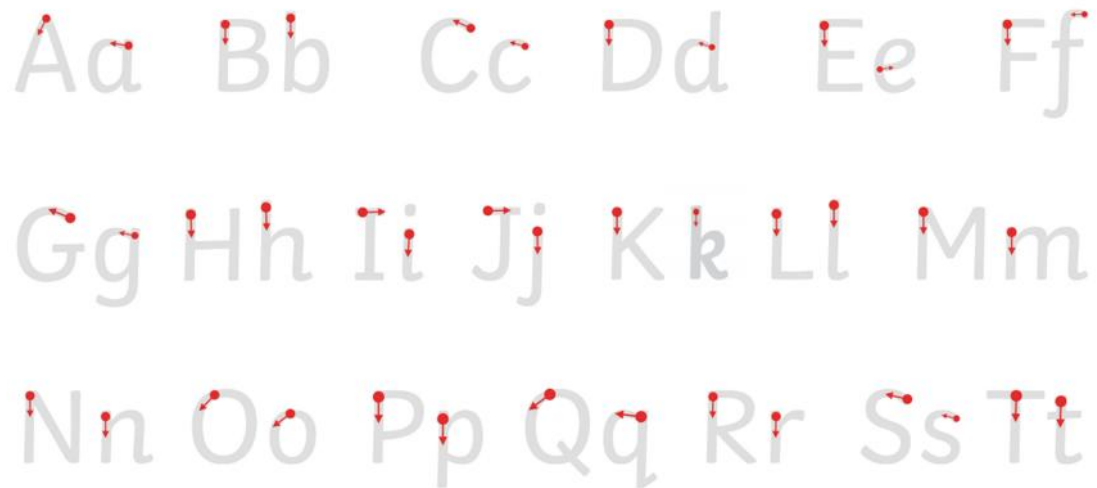 Aa Bb Cc Dd Ee Ff
Gg Hh Ii Jj Kk Ll Mm
Nn Oo Pp Qq Rr Ss Tt